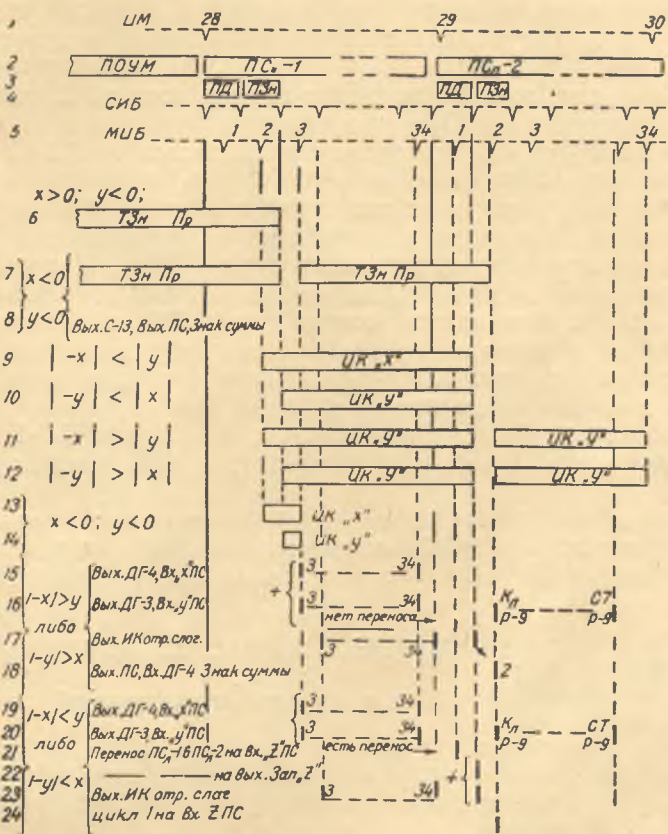 1 ЦМ 28 29 30
2 ПОУМ ПСл-1 ПСл-2
3 ПД ПЗн ПД ПЗн
4 СИБ
5 МИБ 1 2 3 34 1 2 3 34
x>0; y<0;
6 ТЗн Пр
7 x<0 ТЗн Пр ТЗн Пр
8 y<0 Вых.С-13, Вых.ПС, Знак суммы
9 |-x| < |y| ИК „x"
10 |-y| < |x| ИК „У"
11 |-x| > |y| ИК „У" ИК „У"
12 |-y| > |x| ИК „У" ИК „У"
13 x<0; y<0 ИК „x"
14 ИК „У"
15 Вых.ДГ-4, Вх„x"ПС + 3 34
16 |-x|>y Вых.ДГ-3, Вх„у"ПС 3 34 Кл СТ
либо нет переноса р-9 р-9
17 Вых.ИК отр.слог. 3 34
18 |-y|>x Вых.ПС, Вх.ДГ-4 Знак суммы 2
19 |-x|<y Вых.ДГ-4, Вх„x"ПС 3 34
20 либо Вых.ДГ-3, Вх„у"ПС 3 34 Кл СТ
21 Перенос ПСл-1 в ПСл-2 на вх.„Z"ПС есть перенос р-9 р-9
22 |-y|<x на вых. Зап.„Z" +
23 Вых.ИК отр. слаг 3 34
24 цикл 1 на Вх Z ПС